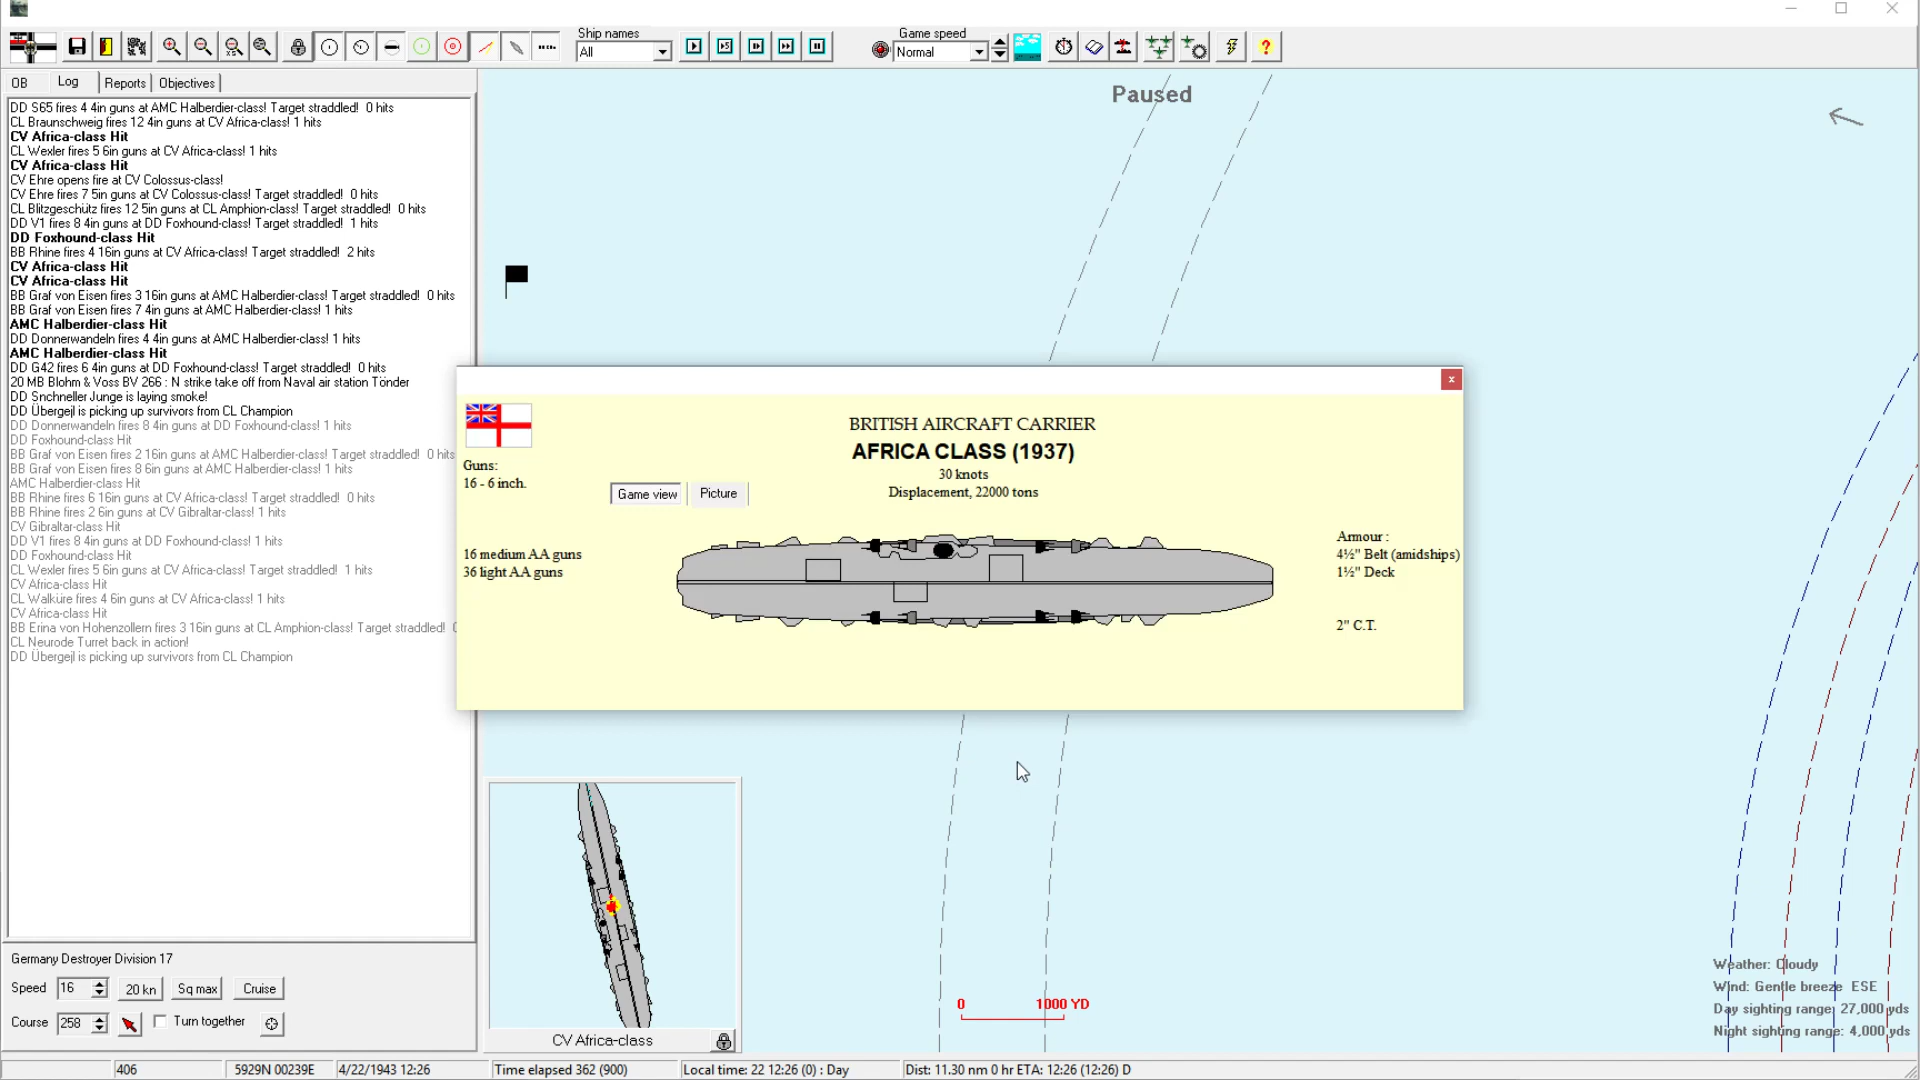 Ship names
All
Game speed
Normal
OB
Log
Reports
Objectives
DD S65 fires 4 4in guns at AMC Halberdier-class! Target straddled! 0 hits
CL Braunschweig fires 12 4in guns at CV Africa-class! 1 hits
CV Africa-class Hit
CL Wexler fires 5 6in guns at CV Africa-class! 1 hits
CV Africa-class Hit
CV Ehre opens fire at CV Colossus-class!
CV Ehre fires 7 5in guns at CV Colossus-class! Target straddled! 0 hits
CL Blitzgeschütz fires 12 5in guns at CL Amphion-class! Target straddled! 0 hits
DD V1 fires 8 4in guns at DD Foxhound-class! Target straddled! 1 hits
DD Foxhound-class Hit
BB Rhine fires 4 16in guns at CV Africa-class! Target straddled! 2 hits
CV Africa-class Hit
CV Africa-class Hit
BB Graf von Eisen fires 3 16in guns at AMC Halberdier-class! Target straddled! 0 hits
BB Graf von Eisen fires 7 4in guns at AMC Halberdier-class! 1 hits
AMC Halberdier-class Hit
DD Donnerwandeln fires 4 4in guns at AMC Halberdier-class! 1 hits
AMC Halberdier-class Hit
DD G42 fires 6 4in guns at DD Foxhound-class! Target straddled! 0 hits
20 MB Blohm & Voss BV 266 : N strike take off from Naval air station Tönder
DD Snchneller Junge is laying smoke!
DD Übergejl is picking up survivors from CL Champion
DD Donnerwandeln fires 8 4in guns at DD Foxhound-class! 1 hits
DD Foxhound-class Hit
BB Graf von Eisen fires 2 16in guns at AMC Halberdier-class! Target straddled! 0 hits
BB Graf von Eisen fires 8 6in guns at AMC Halberdier-class! 1 hits
AMC Halberdier-class Hit
BB Rhine fires 6 16in guns at CV Africa-class! Target straddled! 0 hits
BB Rhine fires 2 6in guns at CV Gibraltar-class! 1 hits
CV Gibraltar-class Hit
DD V1 fires 8 4in guns at DD Foxhound-class! 1 hits
DD Foxhound-class Hit
CL Wexler fires 5 6in guns at CV Africa-class! Target straddled! 1 hits
CV Africa-class Hit
CL Walküre fires 4 6in guns at CV Africa-class! 1 hits
CV Africa-class Hit
BB Erina von Hohenzollern fires 3 16in guns at CL Amphion-class! Target straddled!
CL Neurode Turret back in action!
DD Übergejl is picking up survivors from CL Champion
Paused
BRITISH AIRCRAFT CARRIER
AFRICA CLASS (1937)
30 knots
Displacement, 22000 tons
Guns:
16 - 6 inch.
Game view
Picture
16 medium AA guns
36 light AA guns
Armour :
4½" Belt (amidships)
1½" Deck
2" C.T.
CV Africa-class
0 1000 YD
Weather: Cloudy
Wind: Gentle breeze ESE
Day sighting range: 27,000 yds
Night sighting range: 4,000 yds
Germany Destroyer Division 17
Speed 16 20 kn Sq max Cruise
Course 258 Turn together
406
5929N 00239E
4/22/1943 12:26
Time elapsed 362 (900)
Local time: 22 12:26 (0) : Day
Dist: 11.30 nm 0 hr ETA: 12:26 (12:26) D